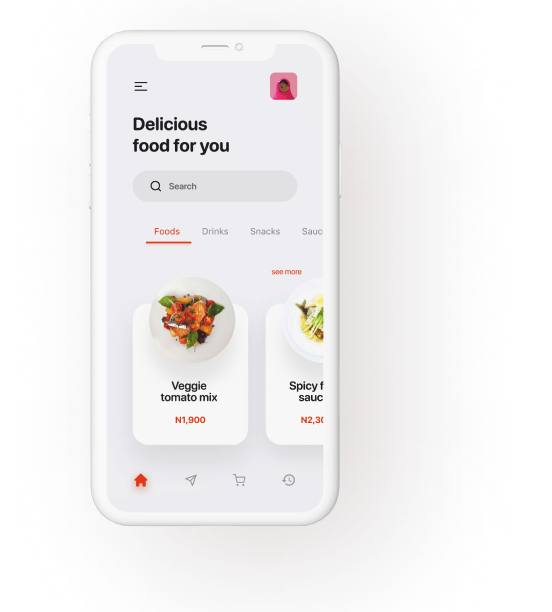 Delicious
food for you
Search
Foods Drinks Snacks Sauc
see more
Veggie
tomato mix
N1,900
Spicy f
sauc
N2,30